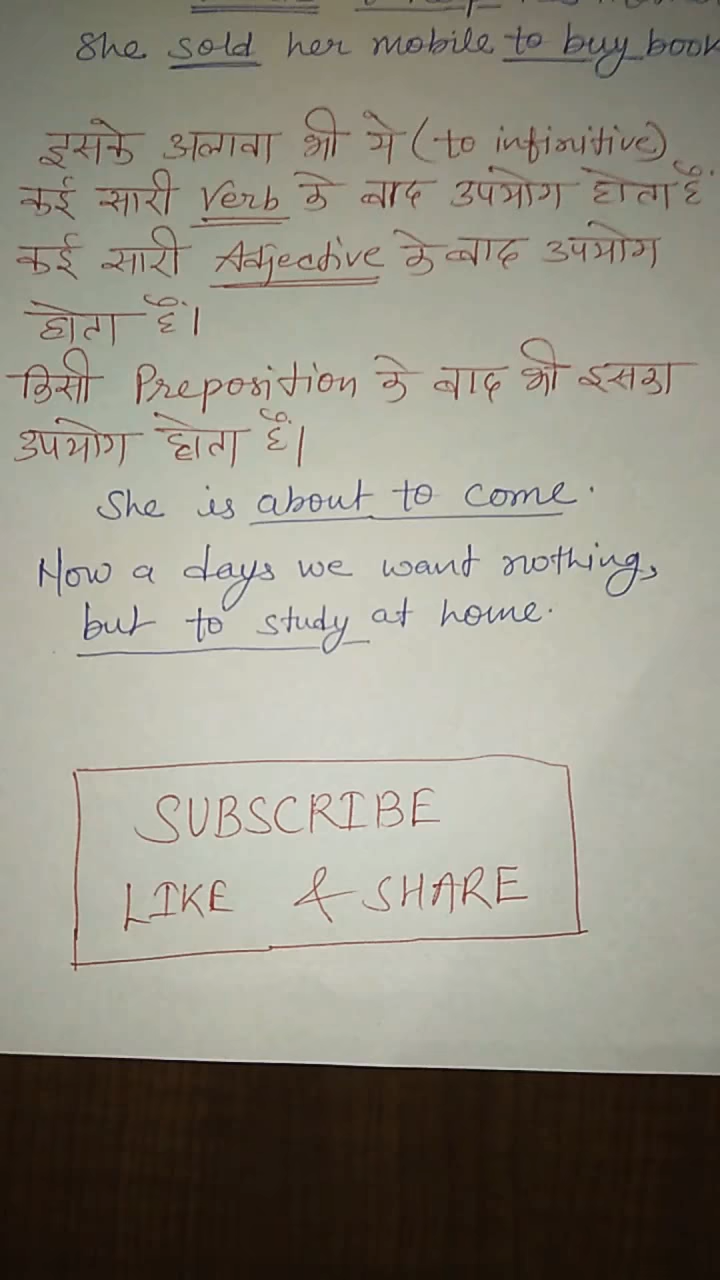 she sold her mobile to buy book
इसके अलावा भी ये (to infinitive)
कई सारी Verb के बाद उपयोग होता हैं
कई सारी Adjective के बाद उपयोग
होता हैं।
किसी Preposition के बाद भी इसका
उपयोग होता हैं।
She is about to come.
Now a days we want nothing,
but to study at home.
SUBSCRIBE
LIKE & SHARE